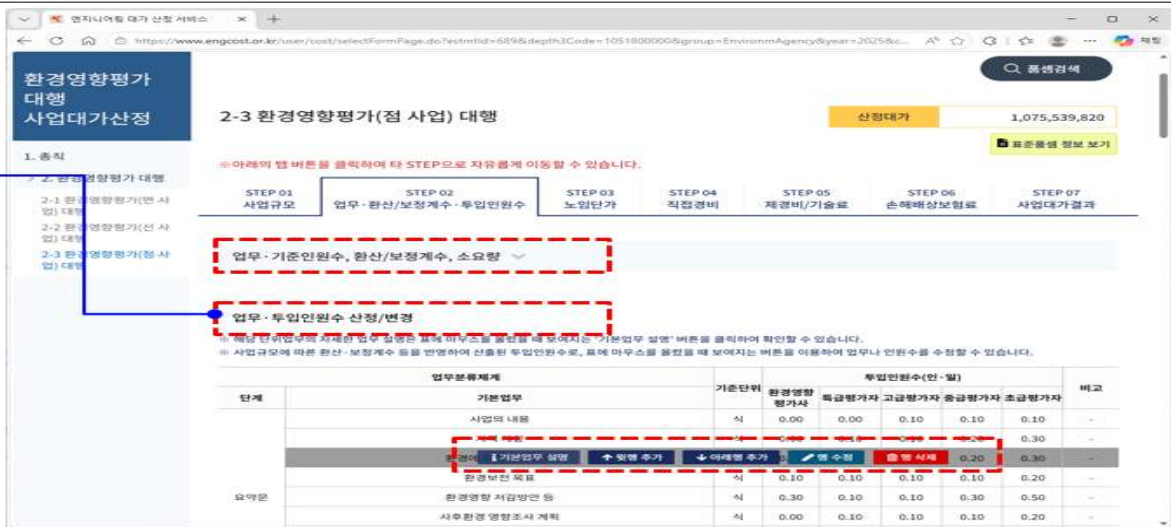 엔지니어링 대가 산정 서비스
https://www.engcost.or.kr/user/cost/selectFormPage.do?estmtId=689&depth3Code=1051800000&group=EnvironmAgency&year=2025&c...
채팅
환경영향평가
대행
사업대가산정
품셈검색
2-3 환경영향평가(점 사업) 대행
산정대가 1,075,539,820
표준품셈 정보 보기
1. 총칙
2. 환경영향평가 대행
2-1 환경영향평가(면 사업) 대행
2-2 환경영향평가(선 사업) 대행
2-3 환경영향평가(점 사업) 대행
※아래의 탭 버튼을 클릭하여 타 STEP으로 자유롭게 이동할 수 있습니다.
STEP 01 STEP 02 STEP 03 STEP 04 STEP 05 STEP 06 STEP 07
사업규모 업무·환산/보정계수·투입인원수 노임단가 직접경비 제경비/기술료 손해배상보험료 사업대가결과
업무·기준인원수, 환산/보정계수, 소요량
업무·투입인원수 산정/변경
※ 해당 단위업무의 자세한 업무 설명은 표에 마우스를 올렸을 때 보여지는 '기본업무 설명' 버튼을 클릭하여 확인할 수 있습니다.
※ 사업규모에 따른 환산·보정계수 등을 반영하여 산출된 투입인원수로, 표에 마우스를 올렸을 때 보여지는 버튼을 이용하여 업무나 인원수를 수정할 수 있습니다.
업무분류체계 기준단위 투입인원수(인·일) 비고
단계 기본업무 환경영향평가사 특급평가자 고급평가자 중급평가자 초급평가자
사업의 내용 식 0.00 0.00 0.10 0.10 0.10 -
0.30 -
기본업무 설명 윗행 추가 아래행 추가 행 수정 행 삭제 0.20 0.30 -
환경보전 목표 식 0.10 0.10 0.10 0.10 0.20 -
요약문 환경영향 저감방안 등 식 0.30 0.10 0.10 0.30 0.50 -
사후환경 영향조사 계획 식 0.00 0.10 0.10 0.10 0.20 -